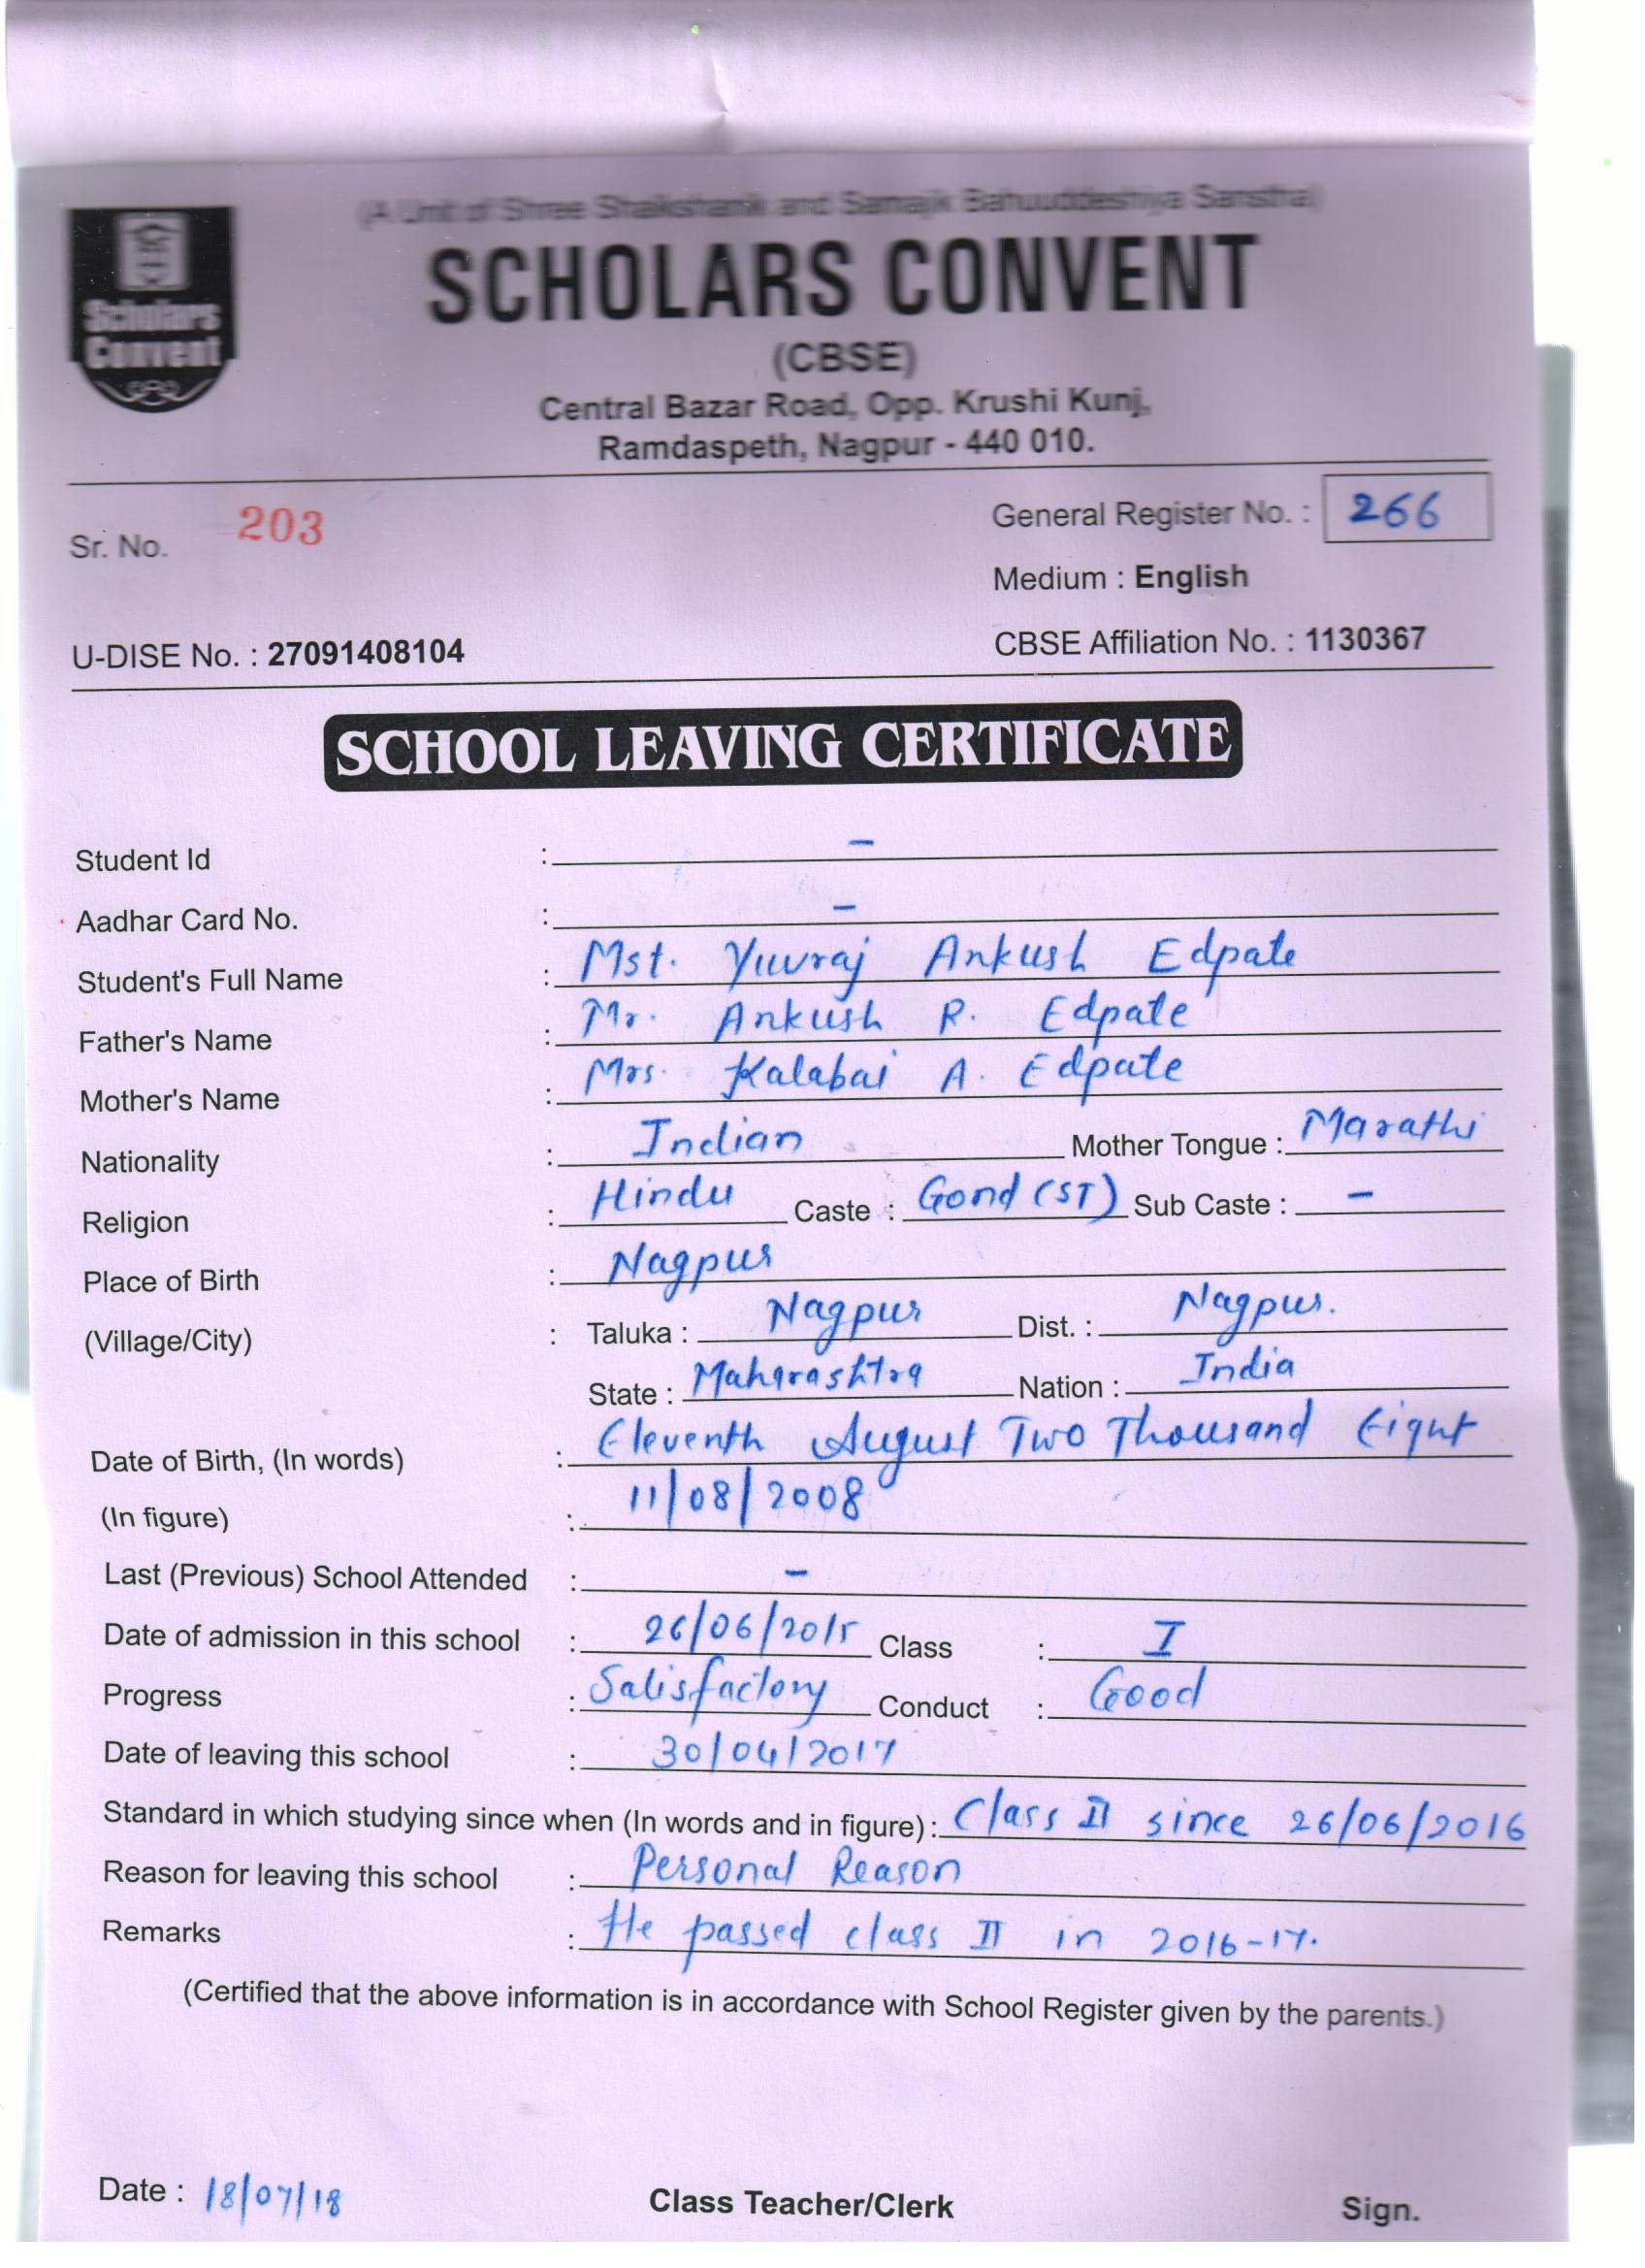 (A Unit of Shree Shaikshanik and Samajik Bahuuddeshiya Sanstha)
Scholars
Convent
SCHOLARS CONVENT
(CBSE)
Central Bazar Road, Opp. Krushi Kunj,
Ramdaspeth, Nagpur - 440 010.
Sr. No. 203 General Register No. : 266
Medium : English
U-DISE No. : 27091408104 CBSE Affiliation No. : 1130367
SCHOOL LEAVING CERTIFICATE
Student Id : -
Aadhar Card No. : -
Student's Full Name : Mst. Yuvraj Ankush Edpate
Father's Name : Mr. Ankush R. Edpate
Mother's Name : Mrs. Kalabai A. Edpate
Nationality : Indian Mother Tongue : Marathi
Religion : Hindu Caste : Gond (ST) Sub Caste : -
Place of Birth : Nagpur
(Village/City) : Taluka : Nagpur Dist. : Nagpur.
State : Maharashtra Nation : India
Date of Birth, (In words) : Eleventh August Two Thousand Eight
(In figure) : 11/08/2008
Last (Previous) School Attended : -
Date of admission in this school : 26/06/2015 Class : I
Progress : Satisfactory Conduct : Good
Date of leaving this school : 30/04/2017
Standard in which studying since when (In words and in figure) : Class II since 26/06/2016
Reason for leaving this school : Personal Reason
Remarks : He passed class II in 2016-17.
(Certified that the above information is in accordance with School Register given by the parents.)
Date : 18/07/18 Class Teacher/Clerk Sign.